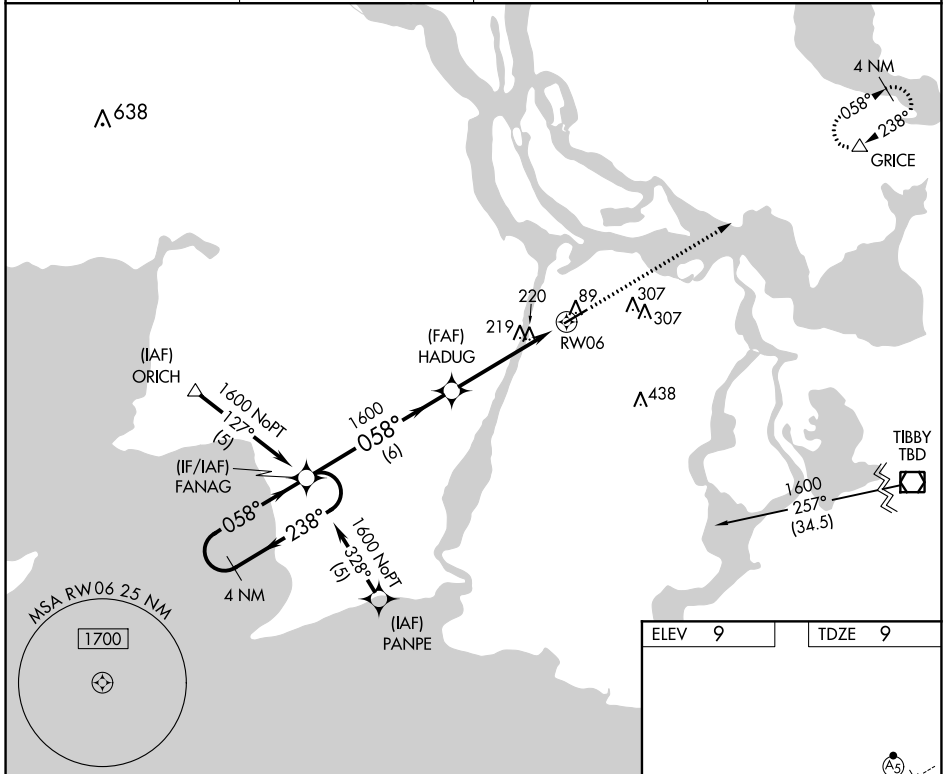 638
4 NM
058°
238°
GRICE
220
89
307
307
219
RW06
(FAF)
HADUG
(IAF)
ORICH
1600 NoPT
127°
(5)
1600
058°
(6)
438
(IF/IAF)
FANAG
TIBBY
TBD
1600
257°
(34.5)
058°
238°
1600 NoPT
328°
(5)
4 NM
(IAF)
PANPE
MSA RW06 25 NM
1700
ELEV 9
TDZE 9
A5